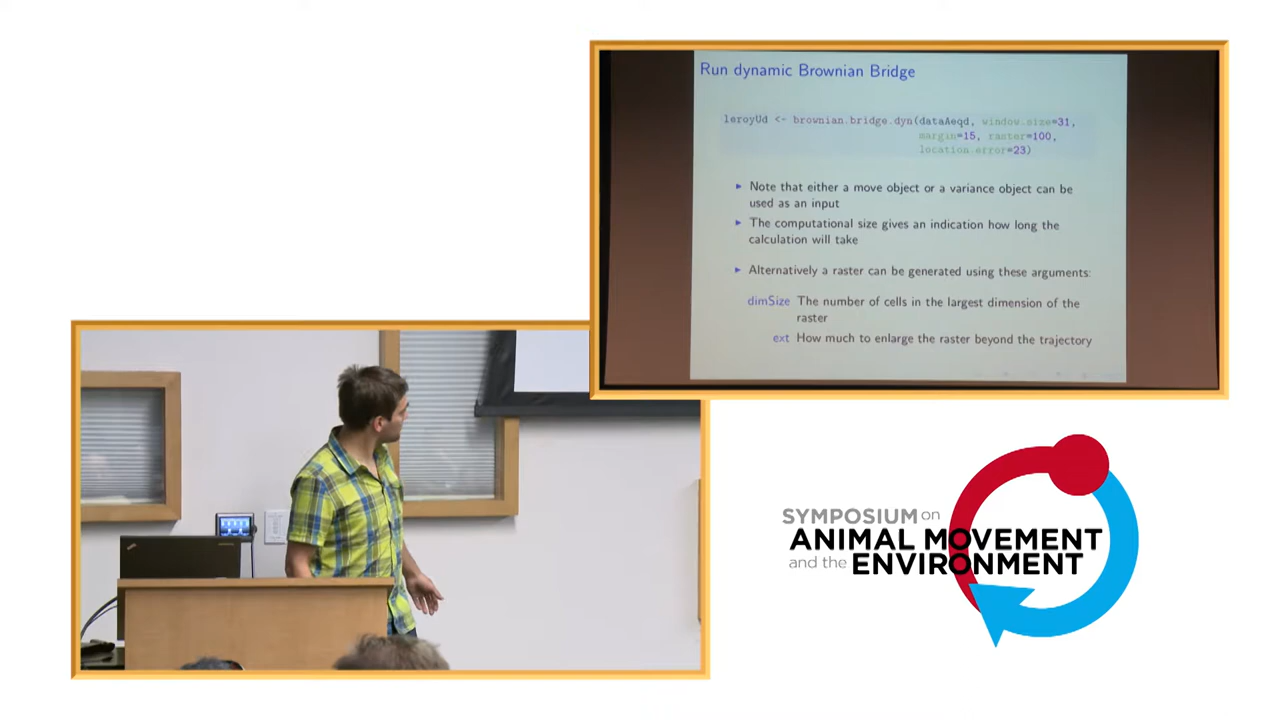 Run dynamic Brownian Bridge
leroyUd <- brownian.bridge.dyn(dataAeqd, window.size=31,
margin=15, raster=100,
location.error=23)
▶ Note that either a move object or a variance object can be
used as an input
▶ The computational size gives an indication how long the
calculation will take
▶ Alternatively a raster can be generated using these arguments:
dimSize The number of cells in the largest dimension of the
raster
ext How much to enlarge the raster beyond the trajectory
SYMPOSIUM on
ANIMAL MOVEMENT
and the ENVIRONMENT